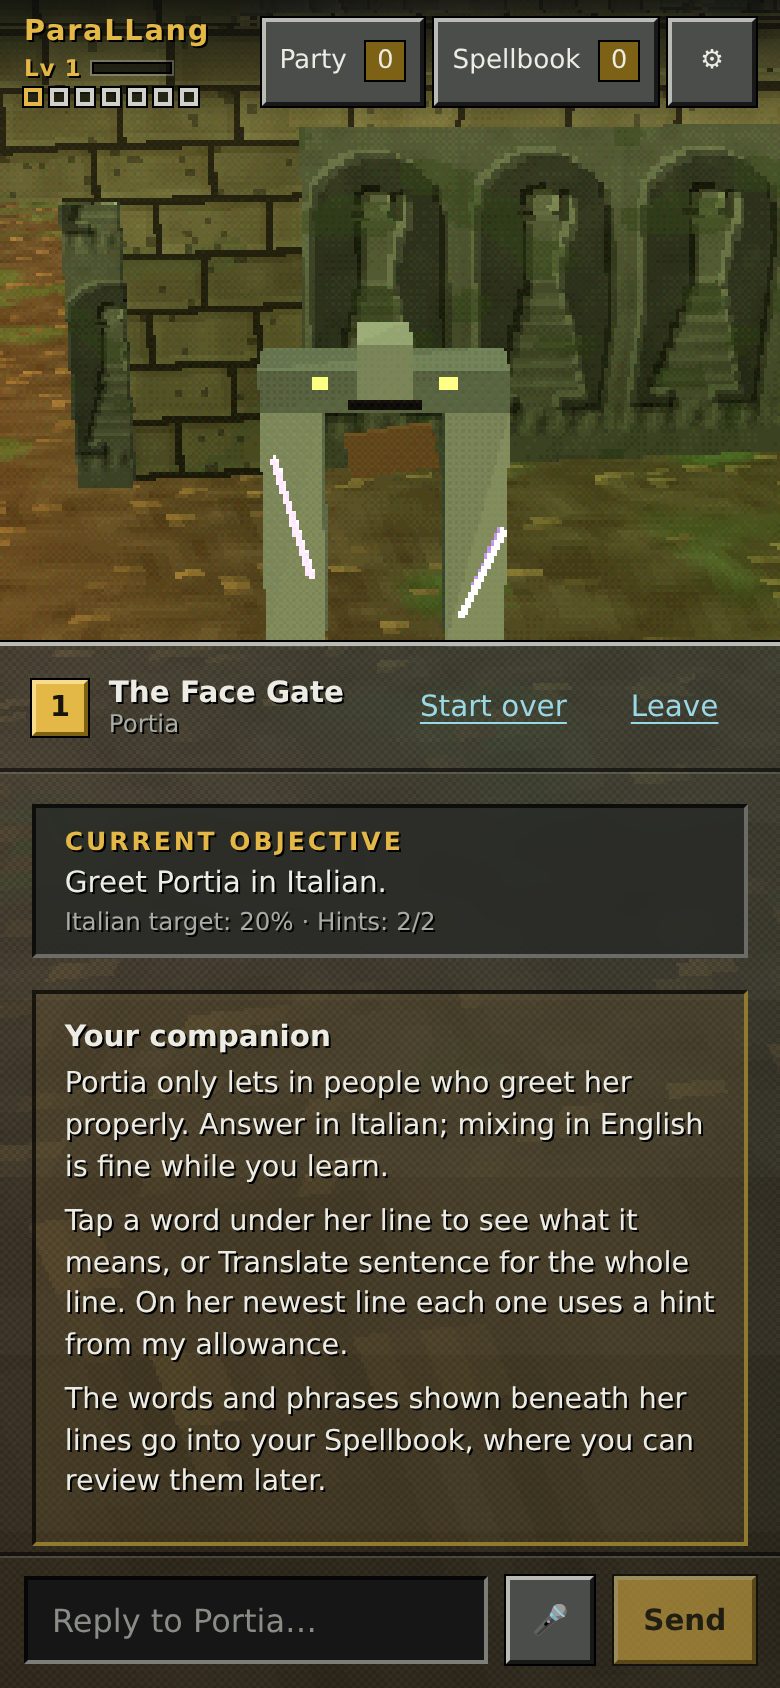 ParaLLang
Lv 1
Party 0
Spellbook 0
⚙
1
The Face Gate
Portia
Start over
Leave
CURRENT OBJECTIVE
Greet Portia in Italian.
Italian target: 20% · Hints: 2/2
Your companion
Portia only lets in people who greet her
properly. Answer in Italian; mixing in English
is fine while you learn.
Tap a word under her line to see what it
means, or Translate sentence for the whole
line. On her newest line each one uses a hint
from my allowance.
The words and phrases shown beneath her
lines go into your Spellbook, where you can
review them later.
Reply to Portia...
🎤
Send